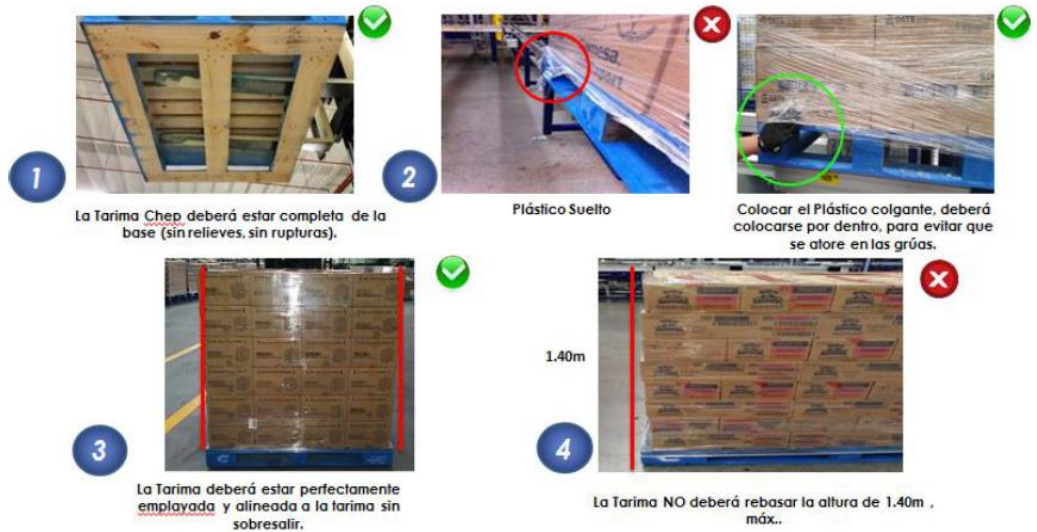 1
La Tarima Chep deberá estar completa de la
base (sin relieves, sin rupturas).
2
Plástico Suelto
Colocar el Plástico colgante, deberá
colocarse por dentro, para evitar que
se atore en las grúas.
3
La Tarima deberá estar perfectamente
emplayada y alineada a la tarima sin
sobresalir.
1.40m
4
La Tarima NO deberá rebasar la altura de 1.40m ,
máx..